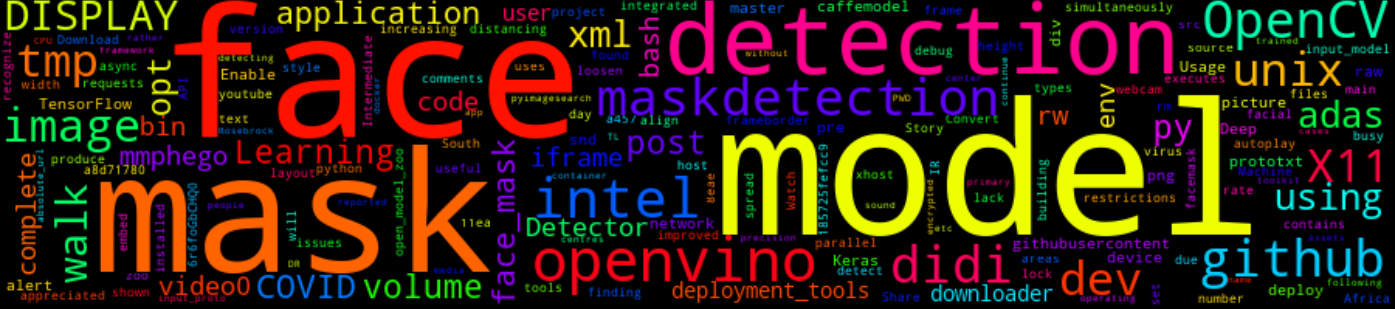 DISPLAY
application
user
project
integrated
master
caffemodel
frame
simultaneously
OpenCV
face
detection
version
increasing
distancing
xml
bash
div
src
trained
input_model
cpu
Download
rather
framework
recognize
tmp
async
requests
width
opt
API
detecting
Enable
style
youtube
text
Rosebrock
Intermediate
docker
comments
code
app
uses
found
loosen
pyimagesearch
day
without
debug
height
center
continue
source
Usage
executes
webcam
unix
files
raw
main
TensorFlow
image
bin
maskdetection
PWD
types
env
rw
picture
facial
adas
a457
align
frameborder
pre
post
Story
Convert
rn
py
Deep
cases
busy
virus
autoplay
complete
absolute_url
produce
mmphego
a8d71780
Learning
layout
python
South
useful
open_model_zoo
face_mask
snd
TL
iframe
container
host
network
model
xhost
sound
primary
lack
encrypted
etc
IR
building
restrictions
png
facemask
prototxt
Machine
toolkit
rate
X11
using
contains
assets
walk
mask
embed
installed
people
6r6foGbCHQ0
will
issues
reported
11ea
DR
intel
Detector
centres
improved
precision
8eae
spread
Watch
185725fefcc9
parallel
Keras
detect
githubusercontent
device
areas
lock
due
github
name
alert
zoo
appreciated
shown
video0
input_proto
COVID
volume
media
tools
openvino
finding
deployment_tools
Share
didi
downloader
dev
operating
set
number
deploy
following
Africa